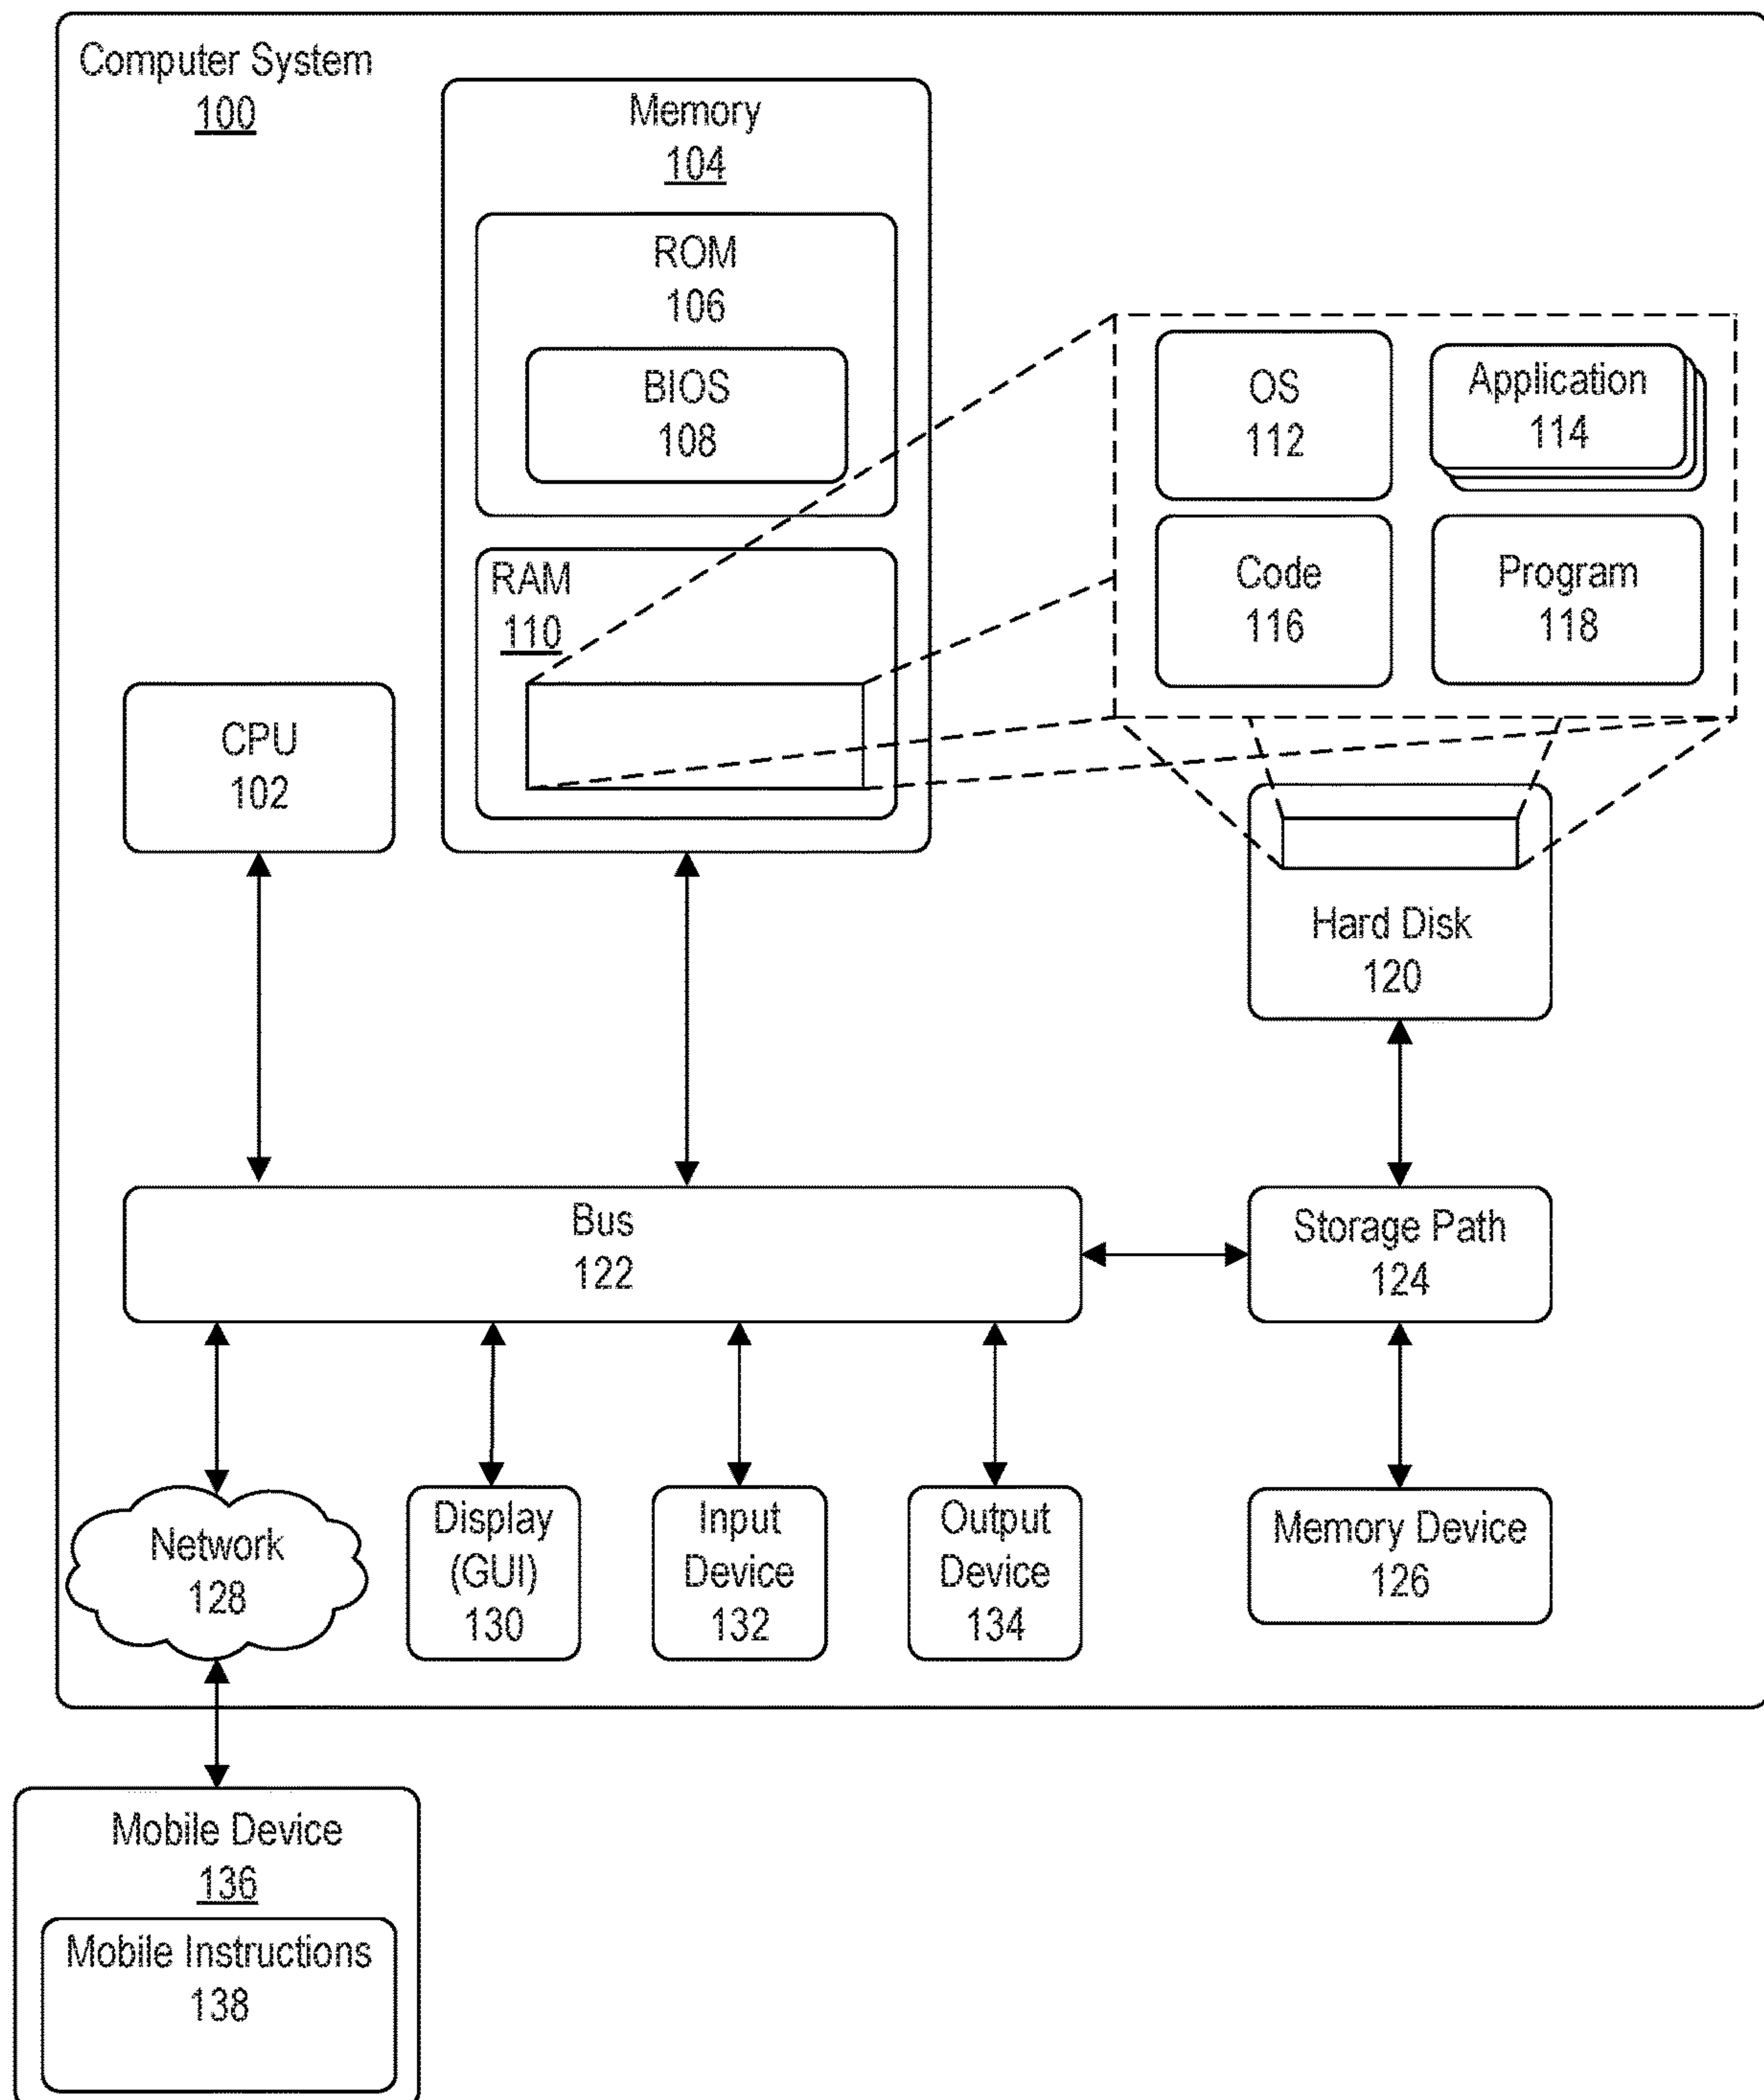 Computer System
100
Memory
104
ROM
106
BIOS
108
RAM
110
OS
112
Application
114
Code
116
Program
118
CPU
102
Hard Disk
120
Bus
122
Storage Path
124
Network
128
Display
(GUI)
130
Input
Device
132
Output
Device
134
Memory Device
126
Mobile Device
136
Mobile Instructions
138